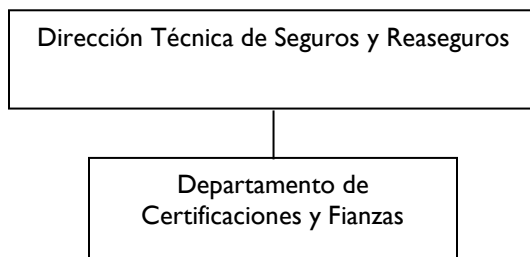 Dirección Técnica de Seguros y Reaseguros
Departamento de
Certificaciones y Fianzas